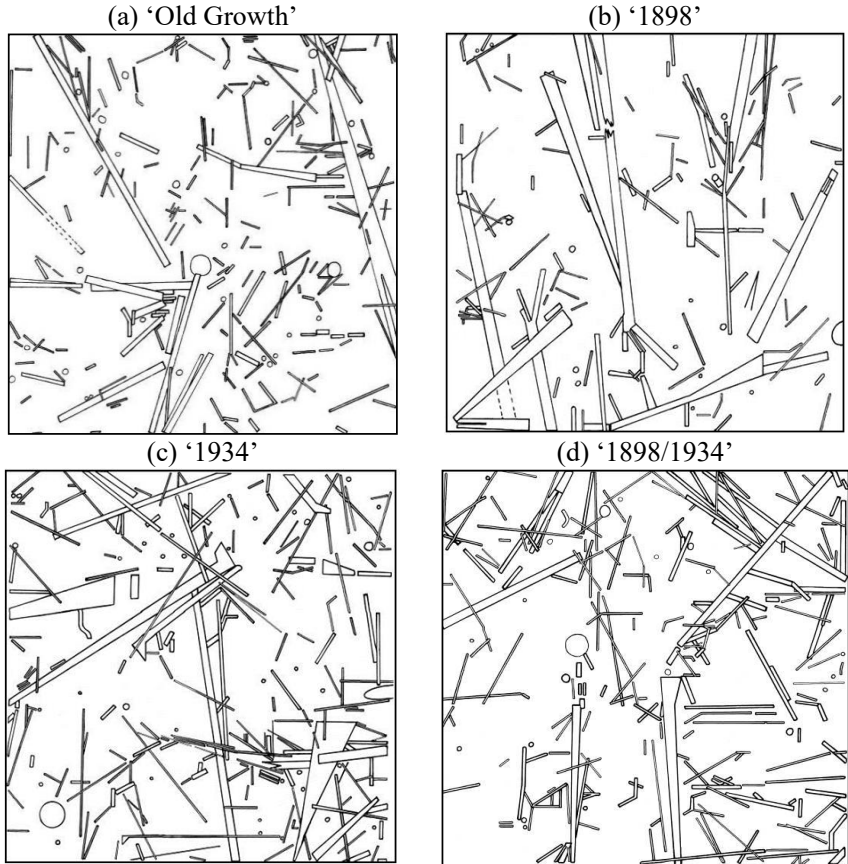 (a) ‘Old Growth’
(b) ‘1898’
(c) ‘1934’
(d) ‘1898/1934’